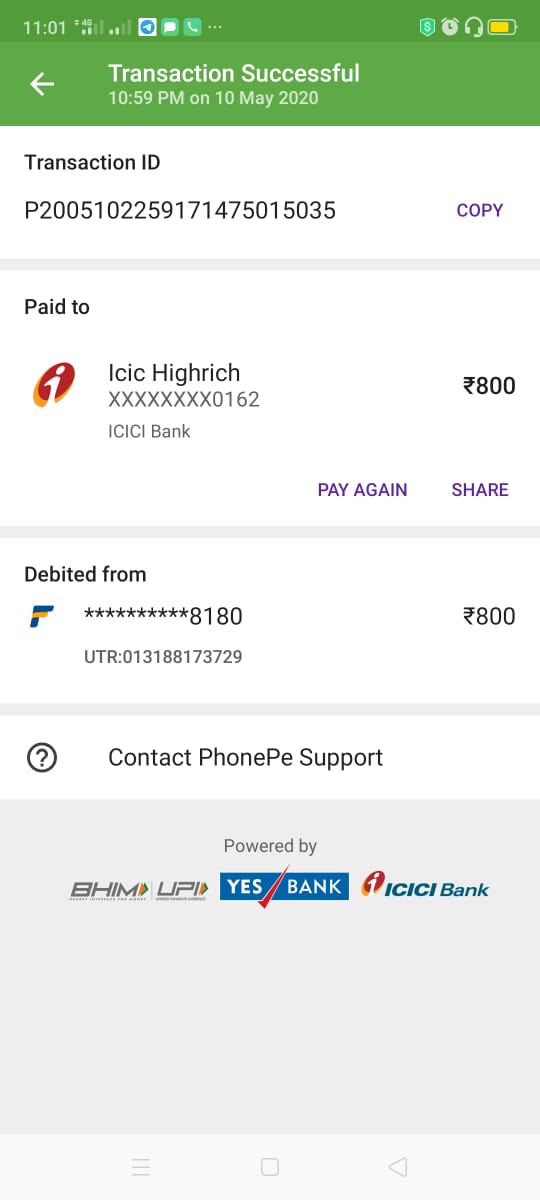 11:01 4G ...
Transaction Successful
10:59 PM on 10 May 2020
Transaction ID
P2005102259171475015035 COPY
Paid to
Icic Highrich ₹800
XXXXXXXX0162
ICICI Bank
PAY AGAIN SHARE
Debited from
**********8180 ₹800
UTR:013188173729
Contact PhonePe Support
Powered by
BHIM UPI YES BANK ICICI Bank